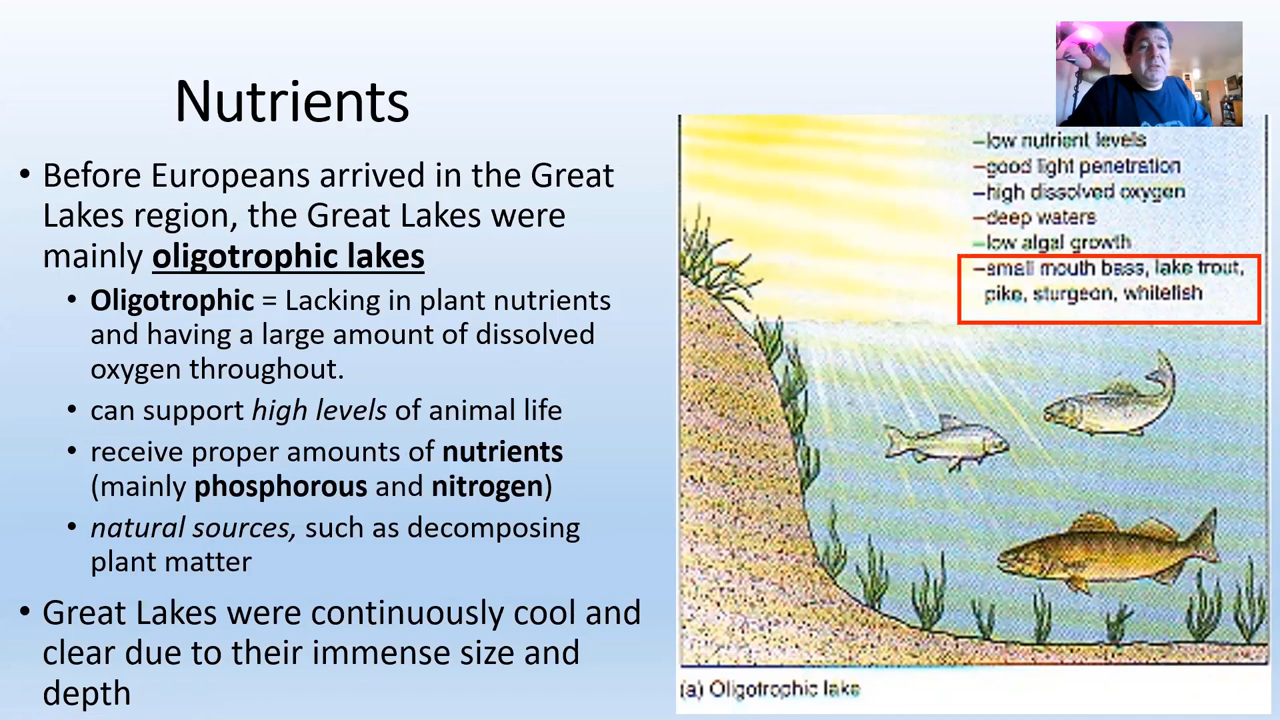 Nutrients
• Before Europeans arrived in the Great
Lakes region, the Great Lakes were
mainly oligotrophic lakes
• Oligotrophic = Lacking in plant nutrients
and having a large amount of dissolved
oxygen throughout.
• can support high levels of animal life
• receive proper amounts of nutrients
(mainly phosphorous and nitrogen)
• natural sources, such as decomposing
plant matter
• Great Lakes were continuously cool and
clear due to their immense size and
depth
–low nutrient levels
–good light penetration
–high dissolved oxygen
–deep waters
–low algal growth
–small mouth bass, lake trout,
pike, sturgeon, whitefish
(a) Oligotrophic lake